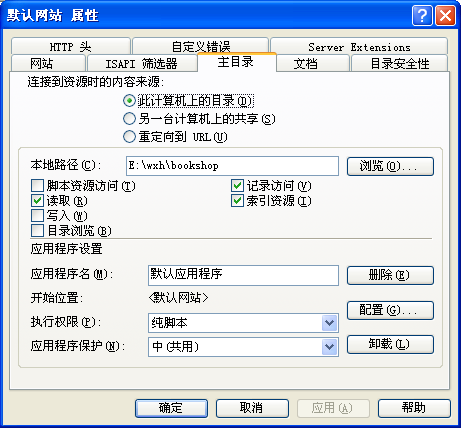 默认网站 属性
HTTP 头 自定义错误 Server Extensions
网站 ISAPI 筛选器 主目录 文档 目录安全性
连接到资源时的内容来源:
此计算机上的目录(D)
另一台计算机上的共享(S)
重定向到 URL(U)
本地路径(C): E:\wxh\bookshop 浏览(O)...
脚本资源访问(T) 记录访问(V)
读取(R) 索引资源(I)
写入(W)
目录浏览(B)
应用程序设置
应用程序名(M): 默认应用程序 删除(E)
开始位置: <默认网站>
配置(G)...
执行权限(P): 纯脚本
应用程序保护(N): 中(共用) 卸载(L)
确定 取消 应用(A) 帮助